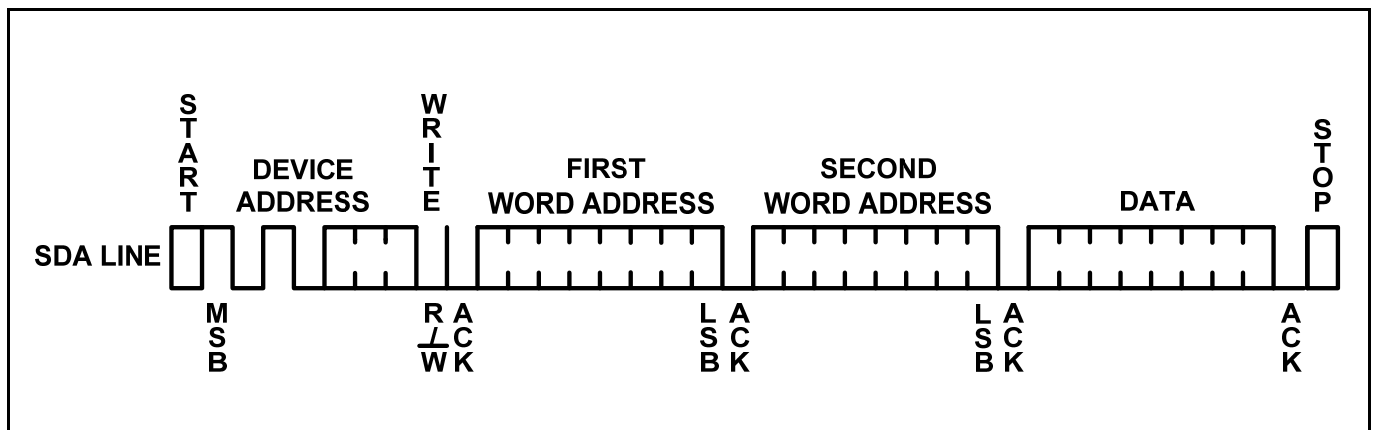 START
WRITE
STOP
DEVICE
ADDRESS
FIRST
WORD ADDRESS
SECOND
WORD ADDRESS
DATA
SDA LINE
MSB
R/W
ACK
LSB
ACK
LSB
ACK
ACK